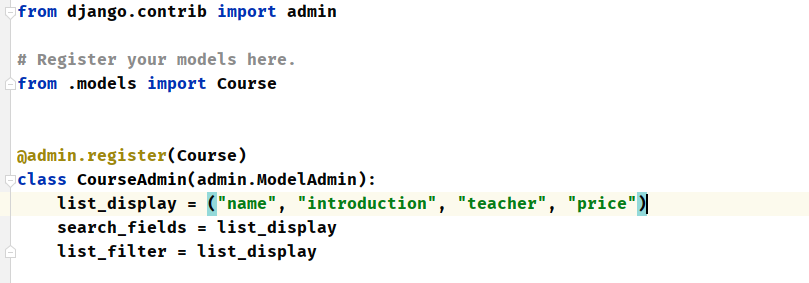 from django.contrib import admin
# Register your models here.
from .models import Course
@admin.register(Course)
class CourseAdmin(admin.ModelAdmin):
    list_display = ("name", "introduction", "teacher", "price")
    search_fields = list_display
    list_filter = list_display